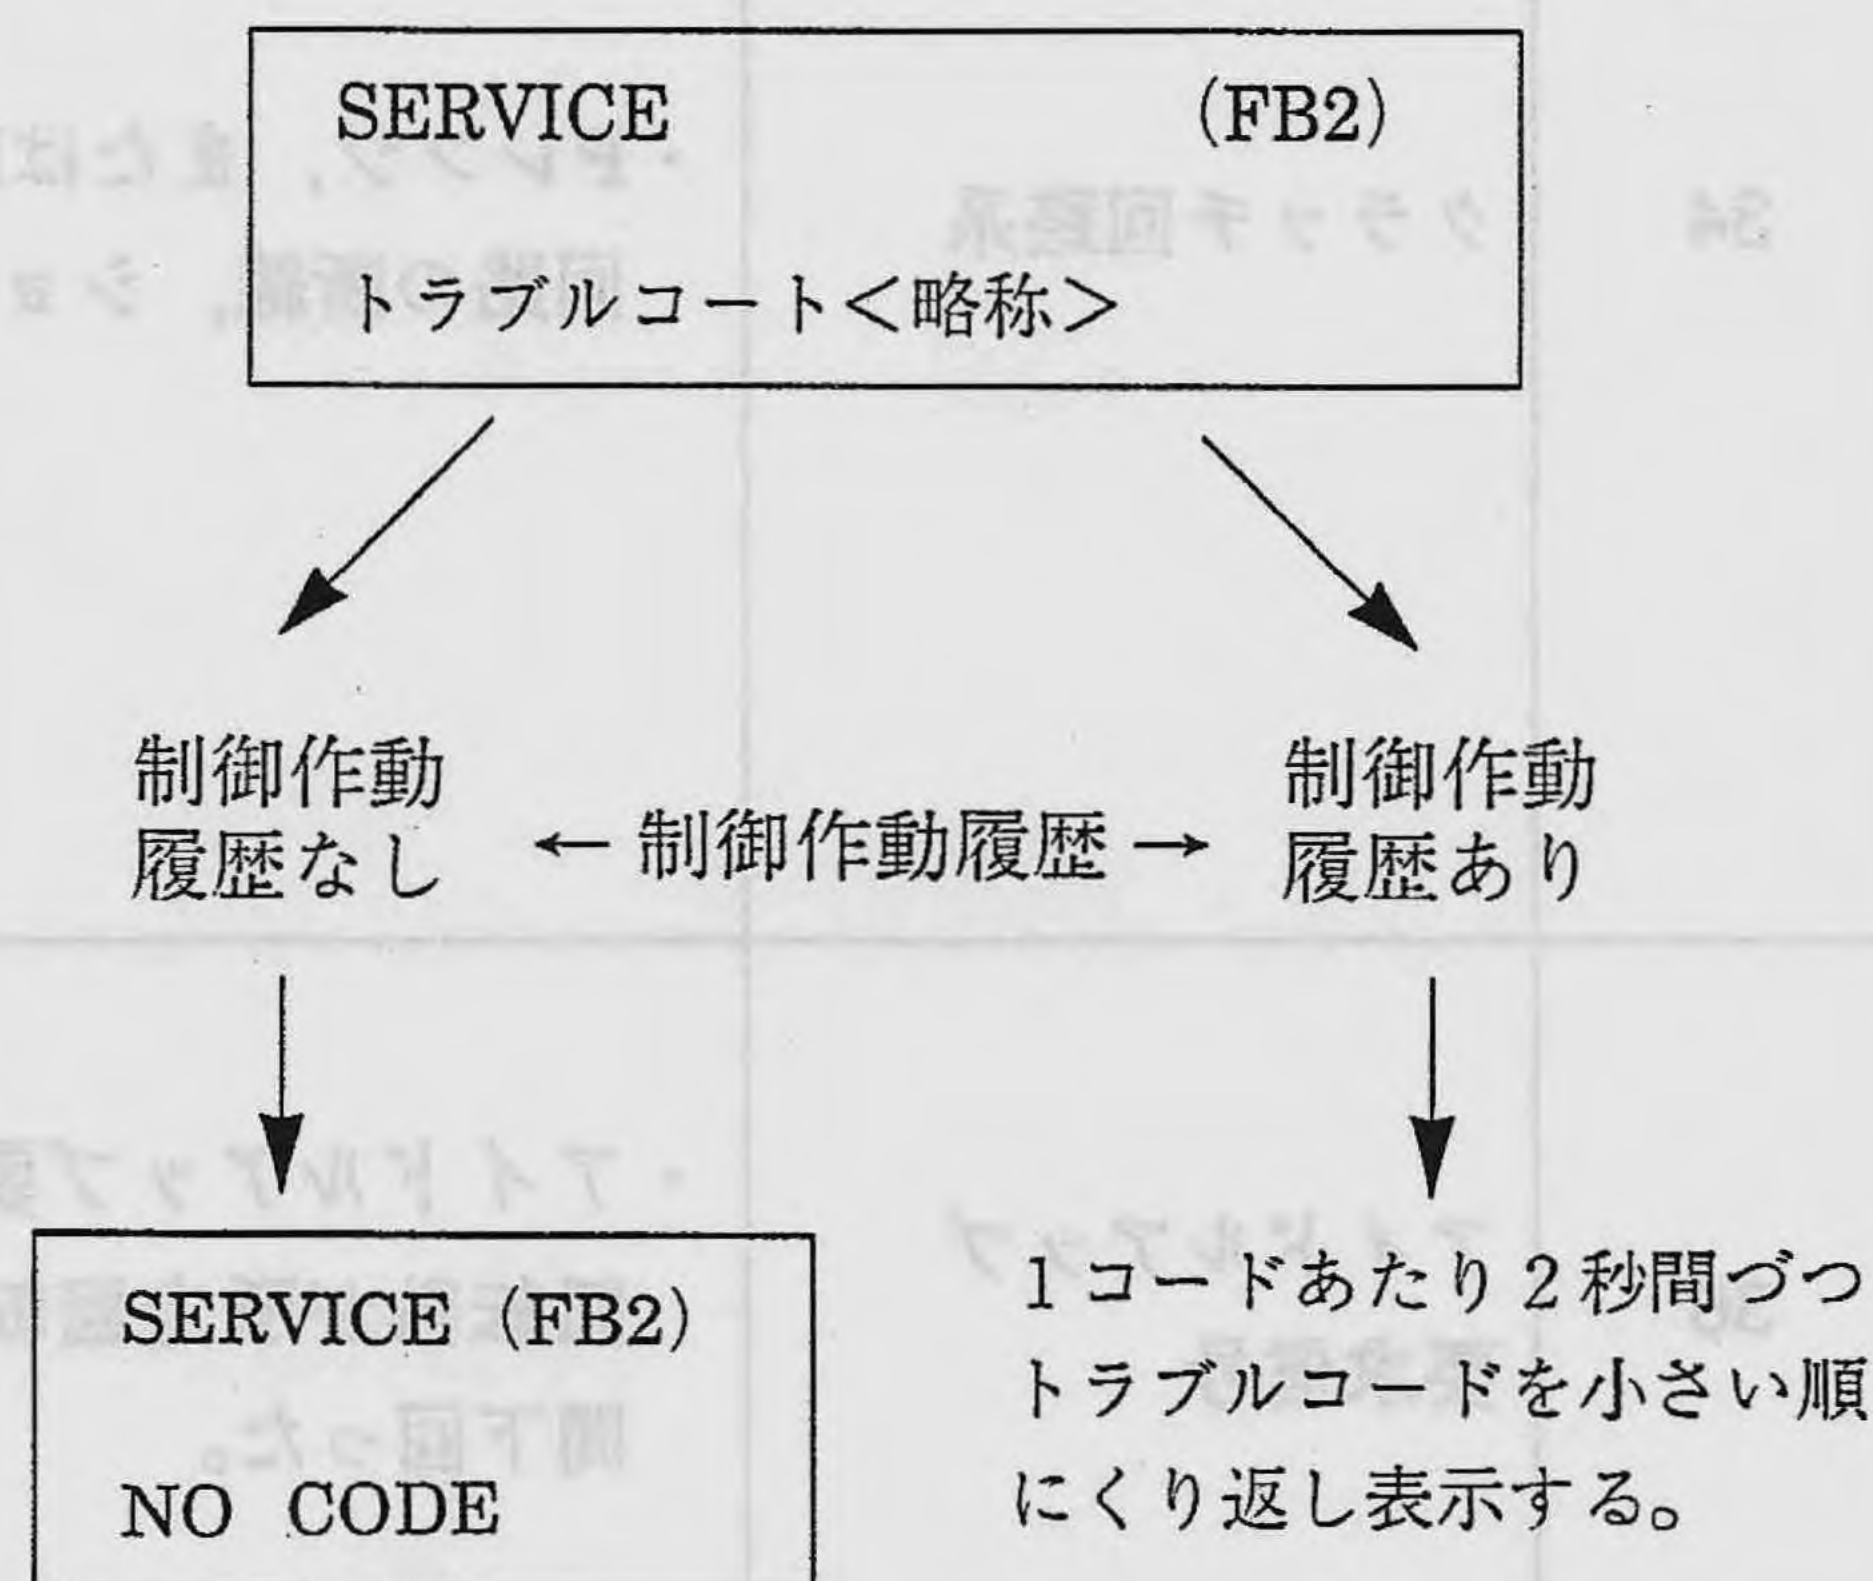 SERVICE (FB2)
トラブルコート<略称>
制御作動
履歴なし
← 制御作動履歴 →
制御作動
履歴あり
SERVICE (FB2)
NO CODE
1コードあたり2秒間づつ
トラブルコードを小さい順
にくり返し表示する。